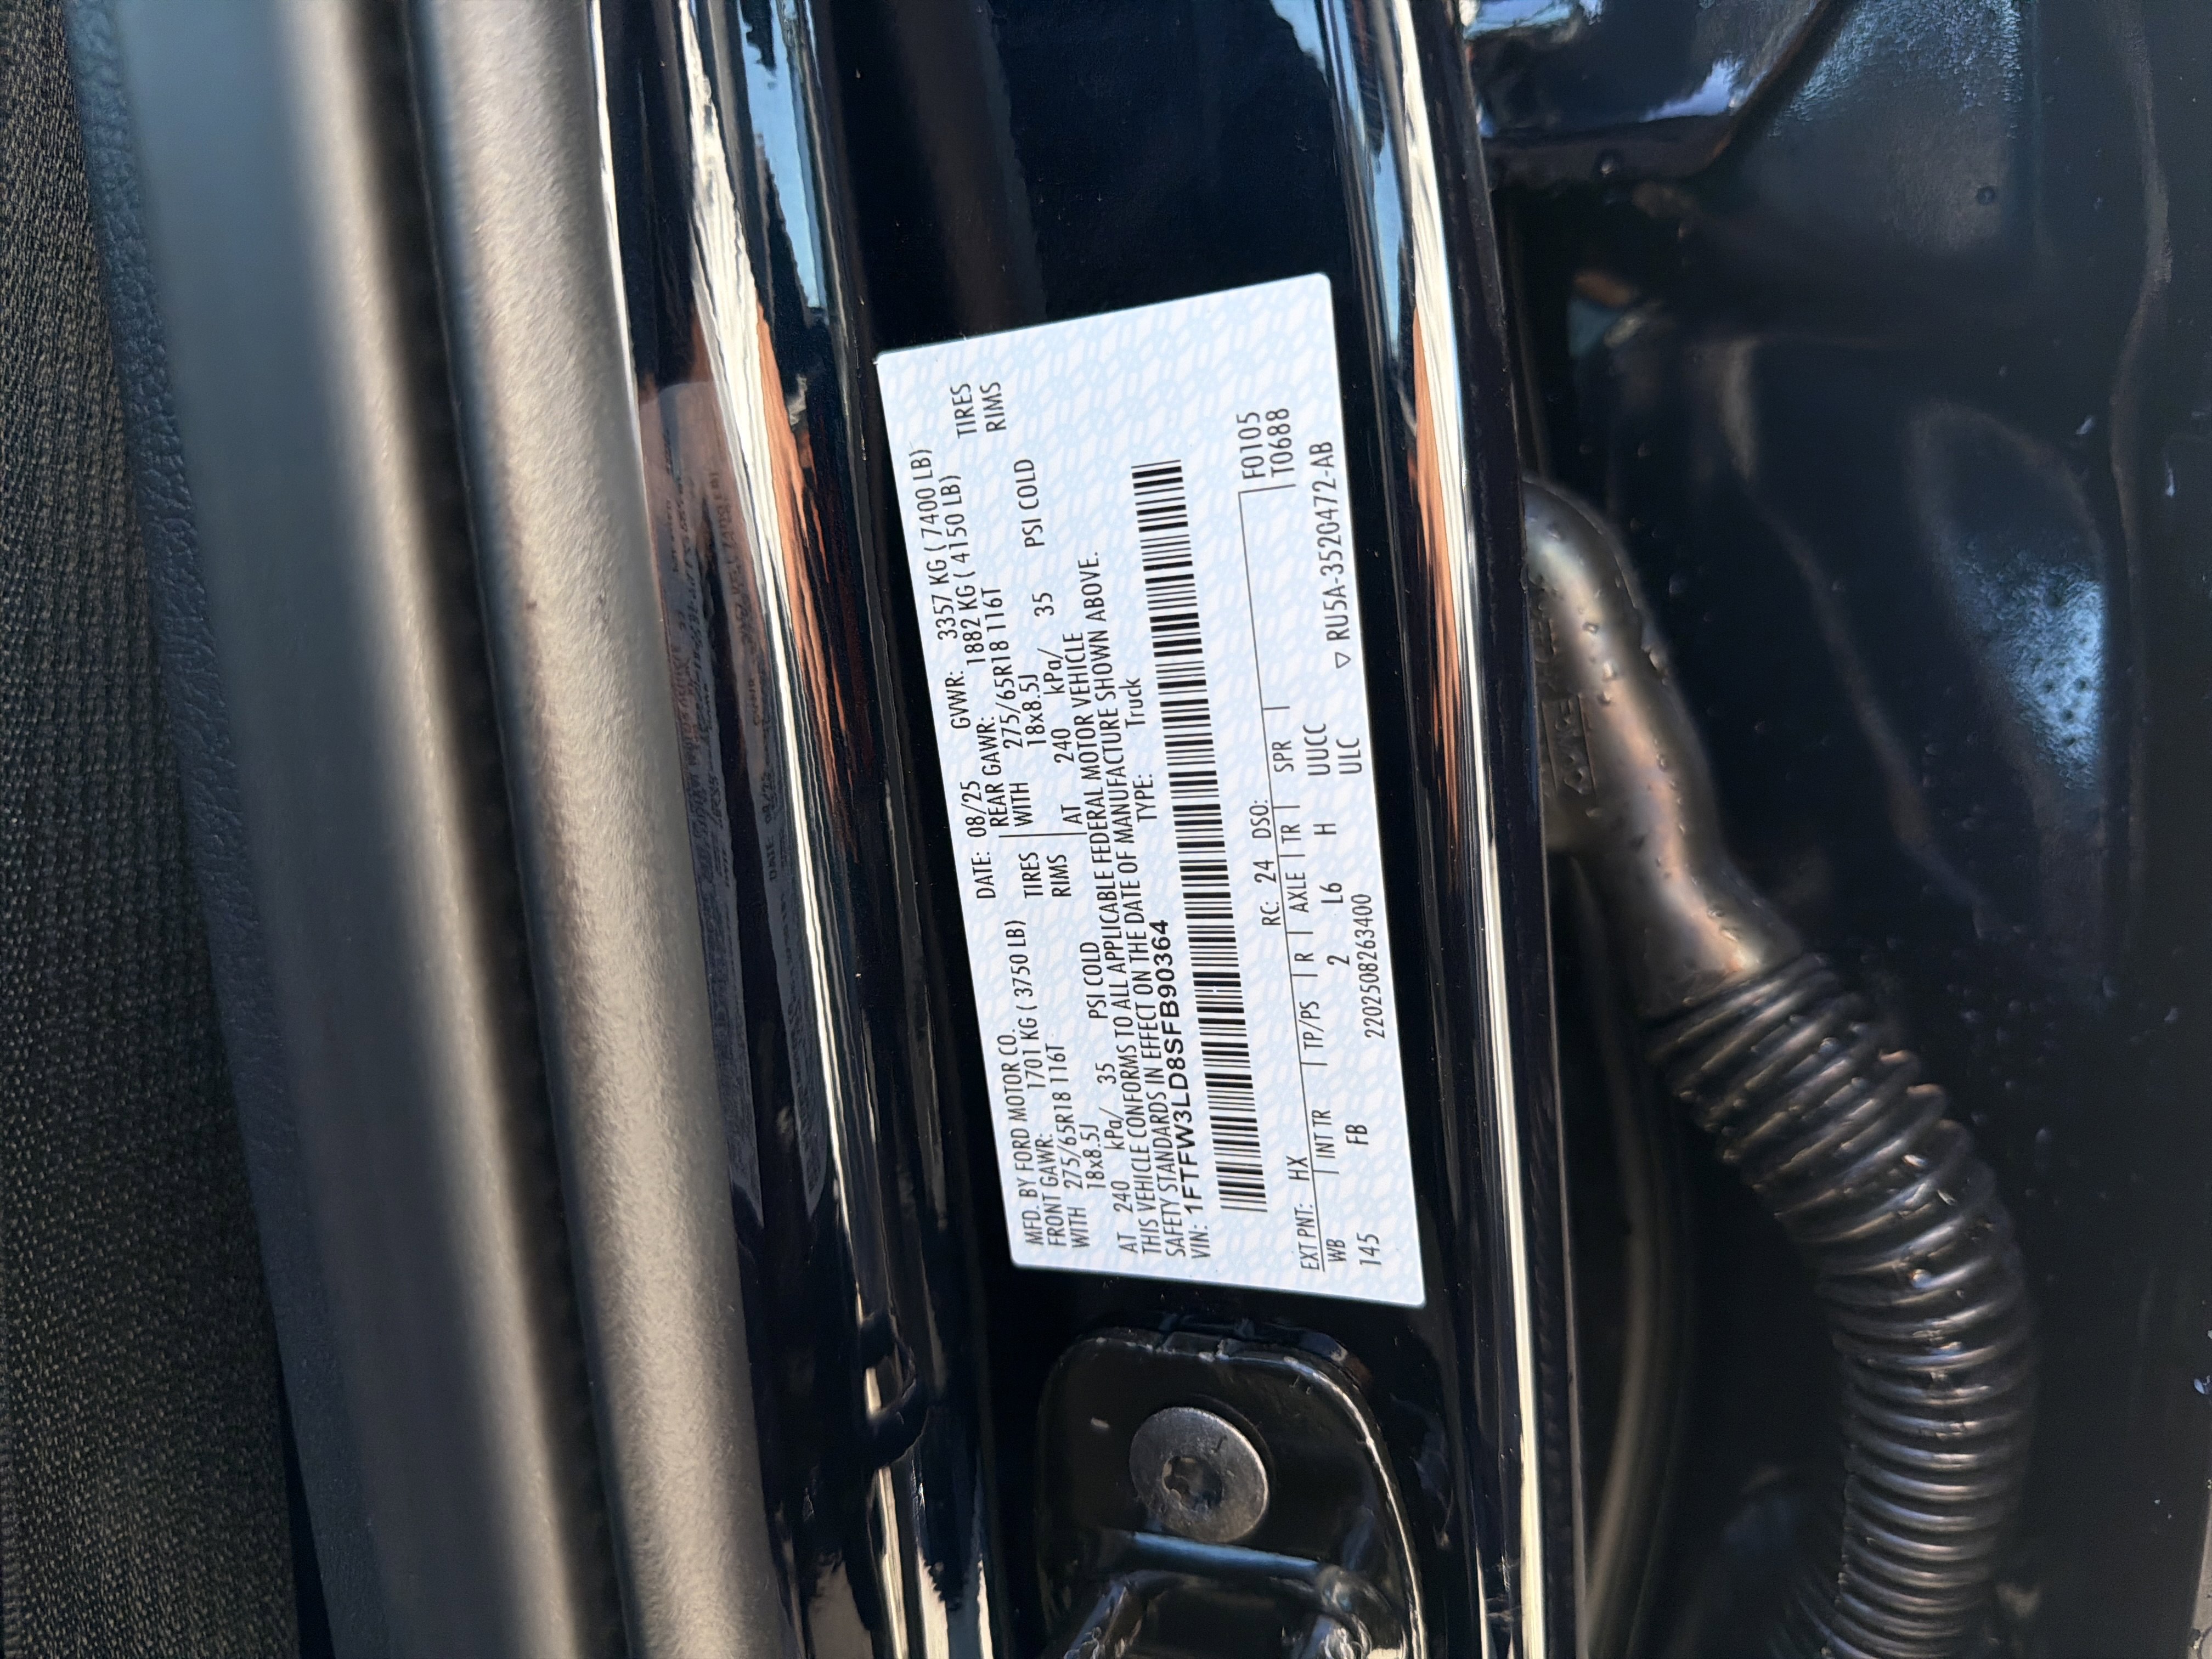 MFD. BY FORD MOTOR CO. DATE: 08/25 GVWR: 3357 KG ( 7400 LB)
FRONT GAWR: 1701 KG ( 3750 LB) REAR GAWR: 1882 KG ( 4150 LB)
WITH 275/65R18 116T TIRES WITH 275/65R18 116T TIRES
18x8.5J RIMS 18x8.5J RIMS
AT 240 kPa/ 35 PSI COLD AT 240 kPa/ 35 PSI COLD
THIS VEHICLE CONFORMS TO ALL APPLICABLE FEDERAL MOTOR VEHICLE
SAFETY STANDARDS IN EFFECT ON THE DATE OF MANUFACTURE SHOWN ABOVE.
VIN: 1FTFW3LD8SFB90364 TYPE: Truck
F0105
EXT PNT: HX RC: 24 DSO: T0688
WB INT TR TP/PS R AXLE TR SPR
145 FB 2 L6 H UUCC
ULC ▽ RU5A-3520472-AB
2202508263400